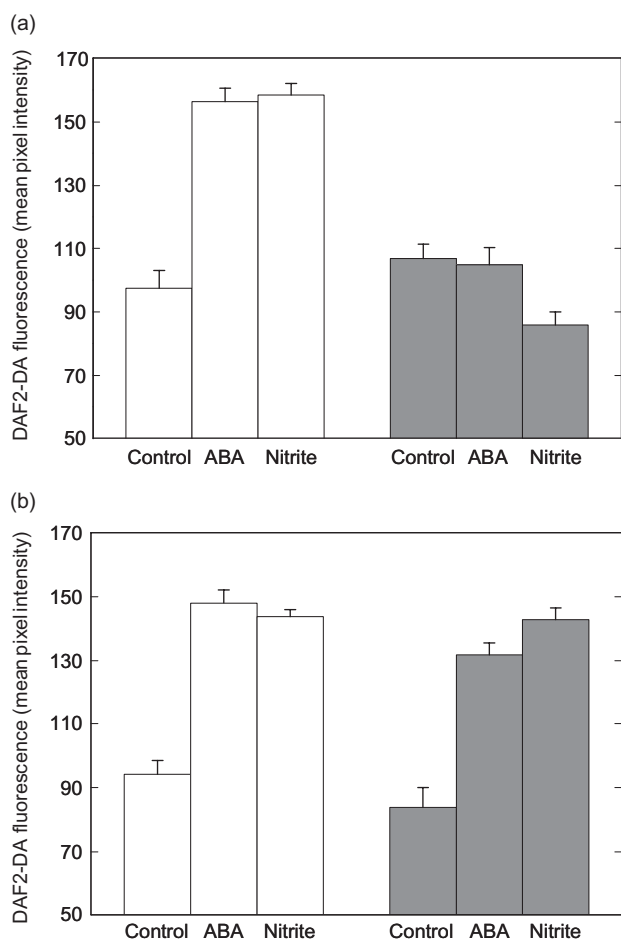 (a)
DAF2-DA fluorescence (mean pixel intensity)
170
150
130
110
90
70
50
Control ABA Nitrite Control ABA Nitrite
(b)
DAF2-DA fluorescence (mean pixel intensity)
170
150
130
110
90
70
50
Control ABA Nitrite Control ABA Nitrite